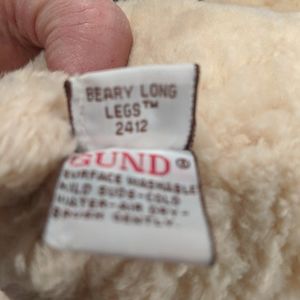 BEARY LONG
LEGS™
2412
GUND®
SURFACE WASHABLE
MILD SUDS-COLD
WATER-AIR DRY-
BRUSH GENTLY.